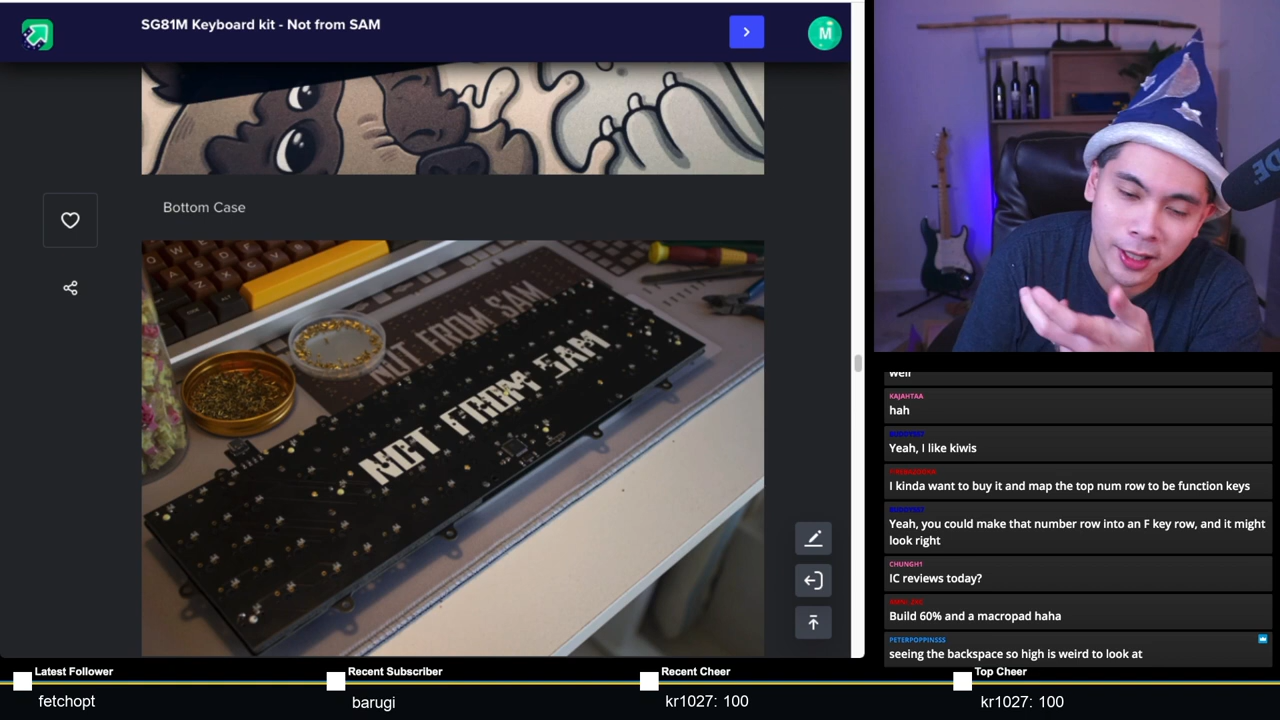 SG81M Keyboard kit - Not from SAM
M
Bottom Case
NOT FROM SAM
NOT FROM SAM
well
KAJAHTAA
hah
Yeah, I like kiwis
I kinda want to buy it and map the top num row to be function keys
Yeah, you could make that number row into an F key row, and it might
look right
CHUNGH1
IC reviews today?
Build 60% and a macropad haha
PETERPOPPINSSS
seeing the backspace so high is weird to look at
Latest Follower
fetchopt
Recent Subscriber
barugi
Recent Cheer
kr1027: 100
Top Cheer
kr1027: 100